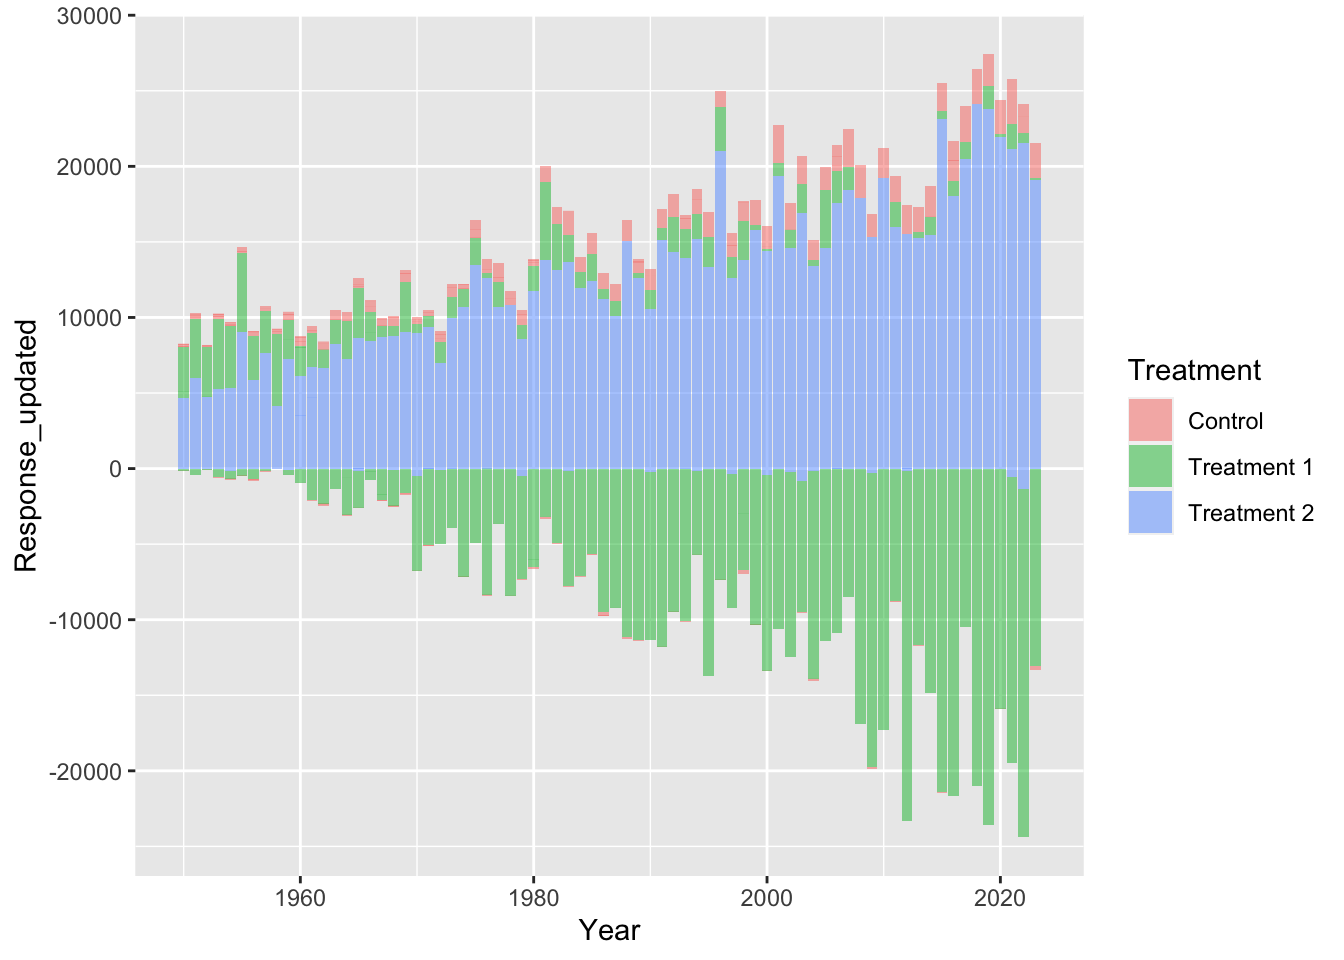 30000
20000
10000
0
-10000
-20000
Response_updated
1960
1980
2000
2020
Year
Treatment
Control
Treatment 1
Treatment 2